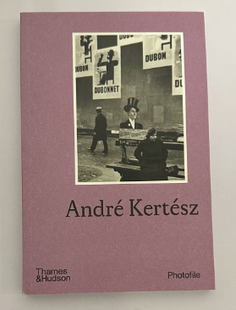 DUBON
DUBON
DUBONNET
André Kertész
Thames
&Hudson
Photofile